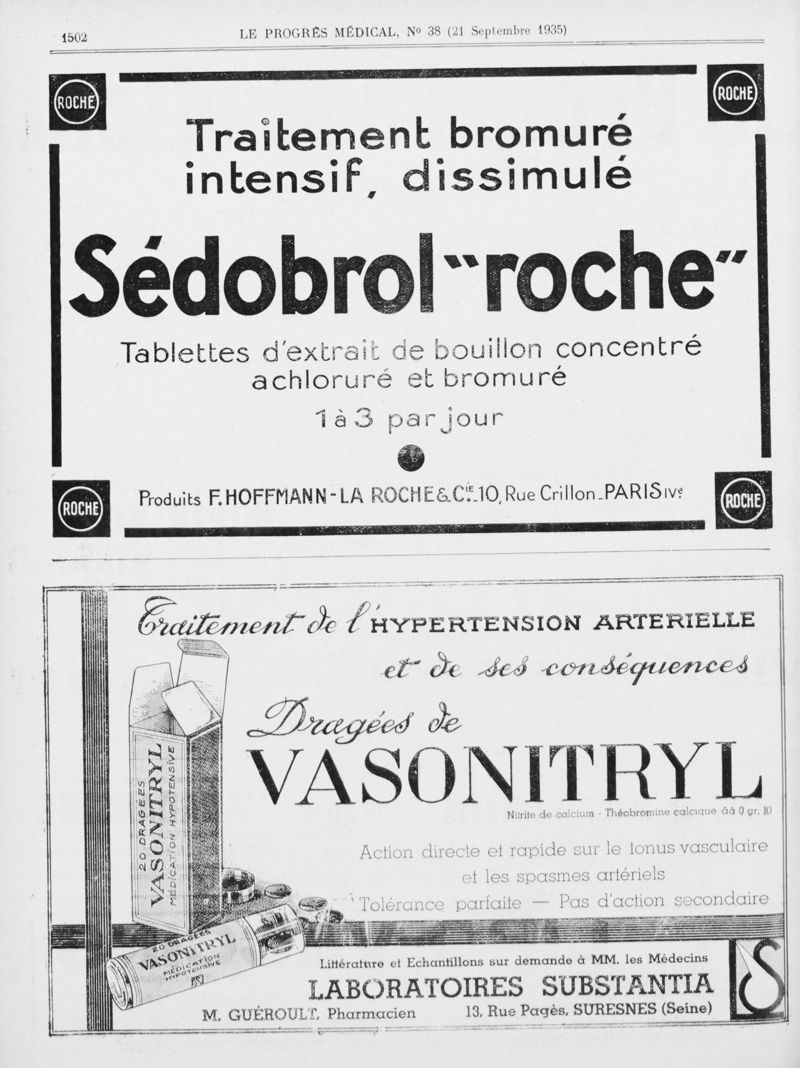 1502
LE PROGRÈS MÉDICAL, Nº 38 (21 Septembre 1935)
ROCHE
ROCHE
Traitement bromuré
intensif, dissimulé
Sédobrol "roche"
Tablettes d'extrait de bouillon concentré
achloruré et bromuré
1 à 3 par jour
ROCHE
Produits F. HOFFMANN-LA ROCHE & Cie_10, Rue Crillon_PARIS IVe
ROCHE
Traitement de l'HYPERTENSION ARTERIELLE
et de ses conséquences
Dragées de
VASONITRYL
Nitrite de calcium - Théobromine calcique ãã 0 gr. 10
20 DRAGÉES
VASONITRYL
MÉDICATION HYPOTENSIVE
Action directe et rapide sur le tonus vasculaire
et les spasmes artériels
Tolérance parfaite — Pas d'action secondaire
20 DRAGÉES
VASONITRYL
MÉDICATION
HYPOTENSIVE
Littérature et Echantillons sur demande à MM. les Médecins
LABORATOIRES SUBSTANTIA
M. GUÉROULT, Pharmacien 13, Rue Pagès, SURESNES (Seine)
LS